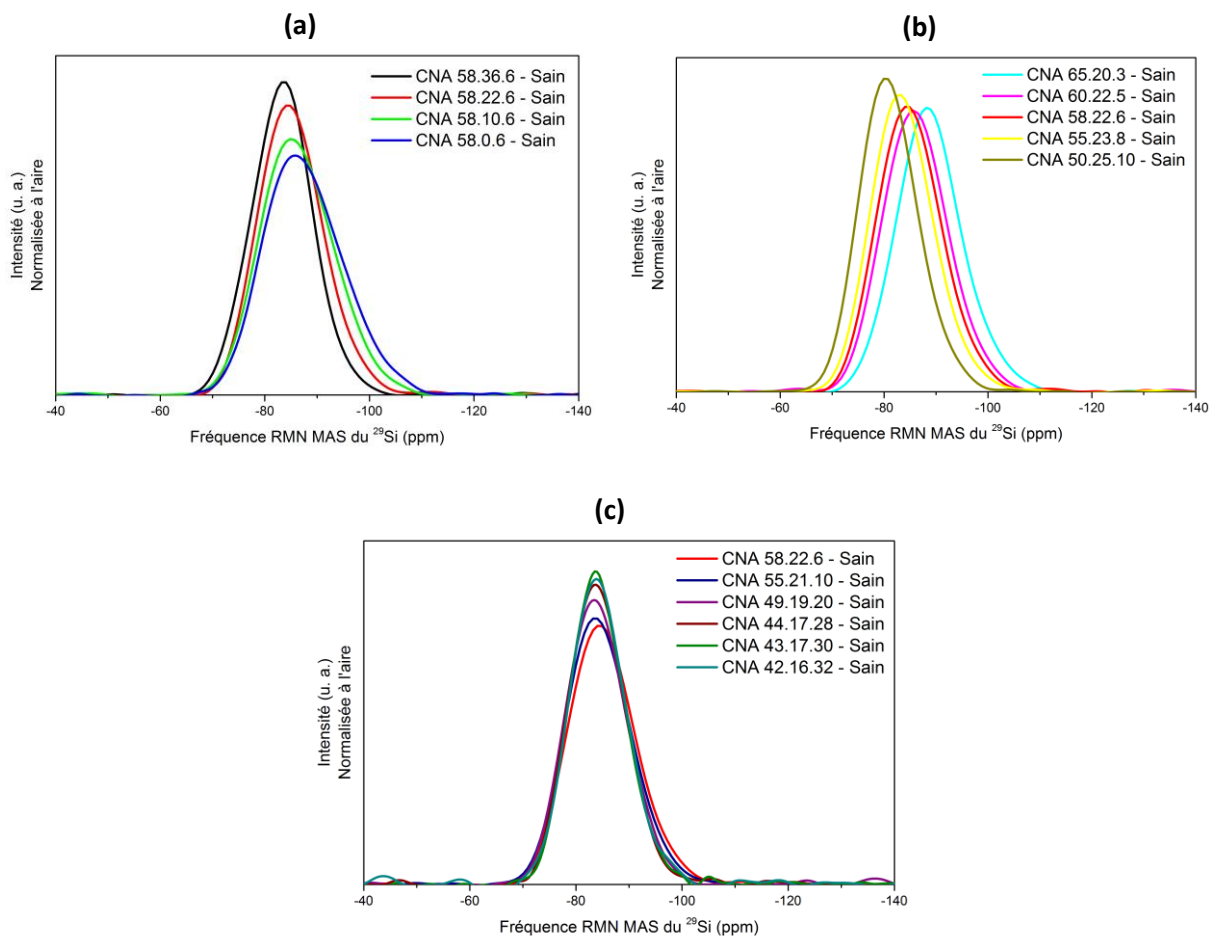 (a)
CNA 58.36.6 - Sain
CNA 58.22.6 - Sain
CNA 58.10.6 - Sain
CNA 58.0.6 - Sain
Intensité (u. a.)
Normalisée à l'aire
-40 -60 -80 -100 -120 -140
Fréquence RMN MAS du ²⁹Si (ppm)
(b)
CNA 65.20.3 - Sain
CNA 60.22.5 - Sain
CNA 58.22.6 - Sain
CNA 55.23.8 - Sain
CNA 50.25.10 - Sain
Intensité (u. a.)
Normalisée à l'aire
-40 -60 -80 -100 -120 -140
Fréquence RMN MAS du ²⁹Si (ppm)
(c)
CNA 58.22.6 - Sain
CNA 55.21.10 - Sain
CNA 49.19.20 - Sain
CNA 44.17.28 - Sain
CNA 43.17.30 - Sain
CNA 42.16.32 - Sain
Intensité (u. a.)
Normalisée à l'aire
-40 -60 -80 -100 -120 -140
Fréquence RMN MAS du ²⁹Si (ppm)